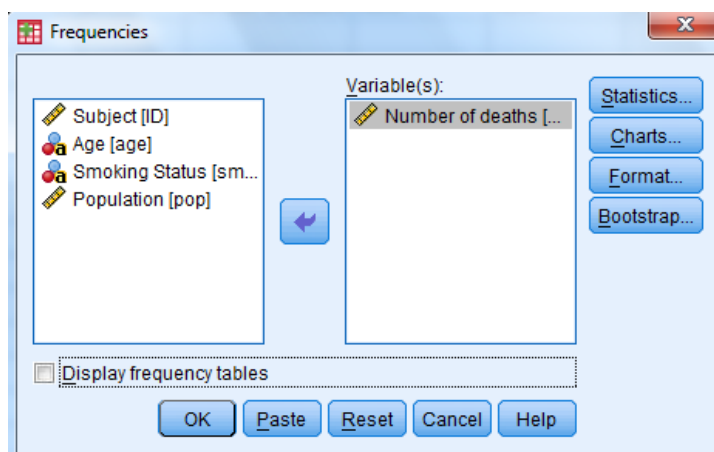 Frequencies
Variable(s):
Subject [ID]
Age [age]
Smoking Status [sm...
Population [pop]
Number of deaths [...
Statistics...
Charts...
Format...
Bootstrap...
Display frequency tables
OK
Paste
Reset
Cancel
Help